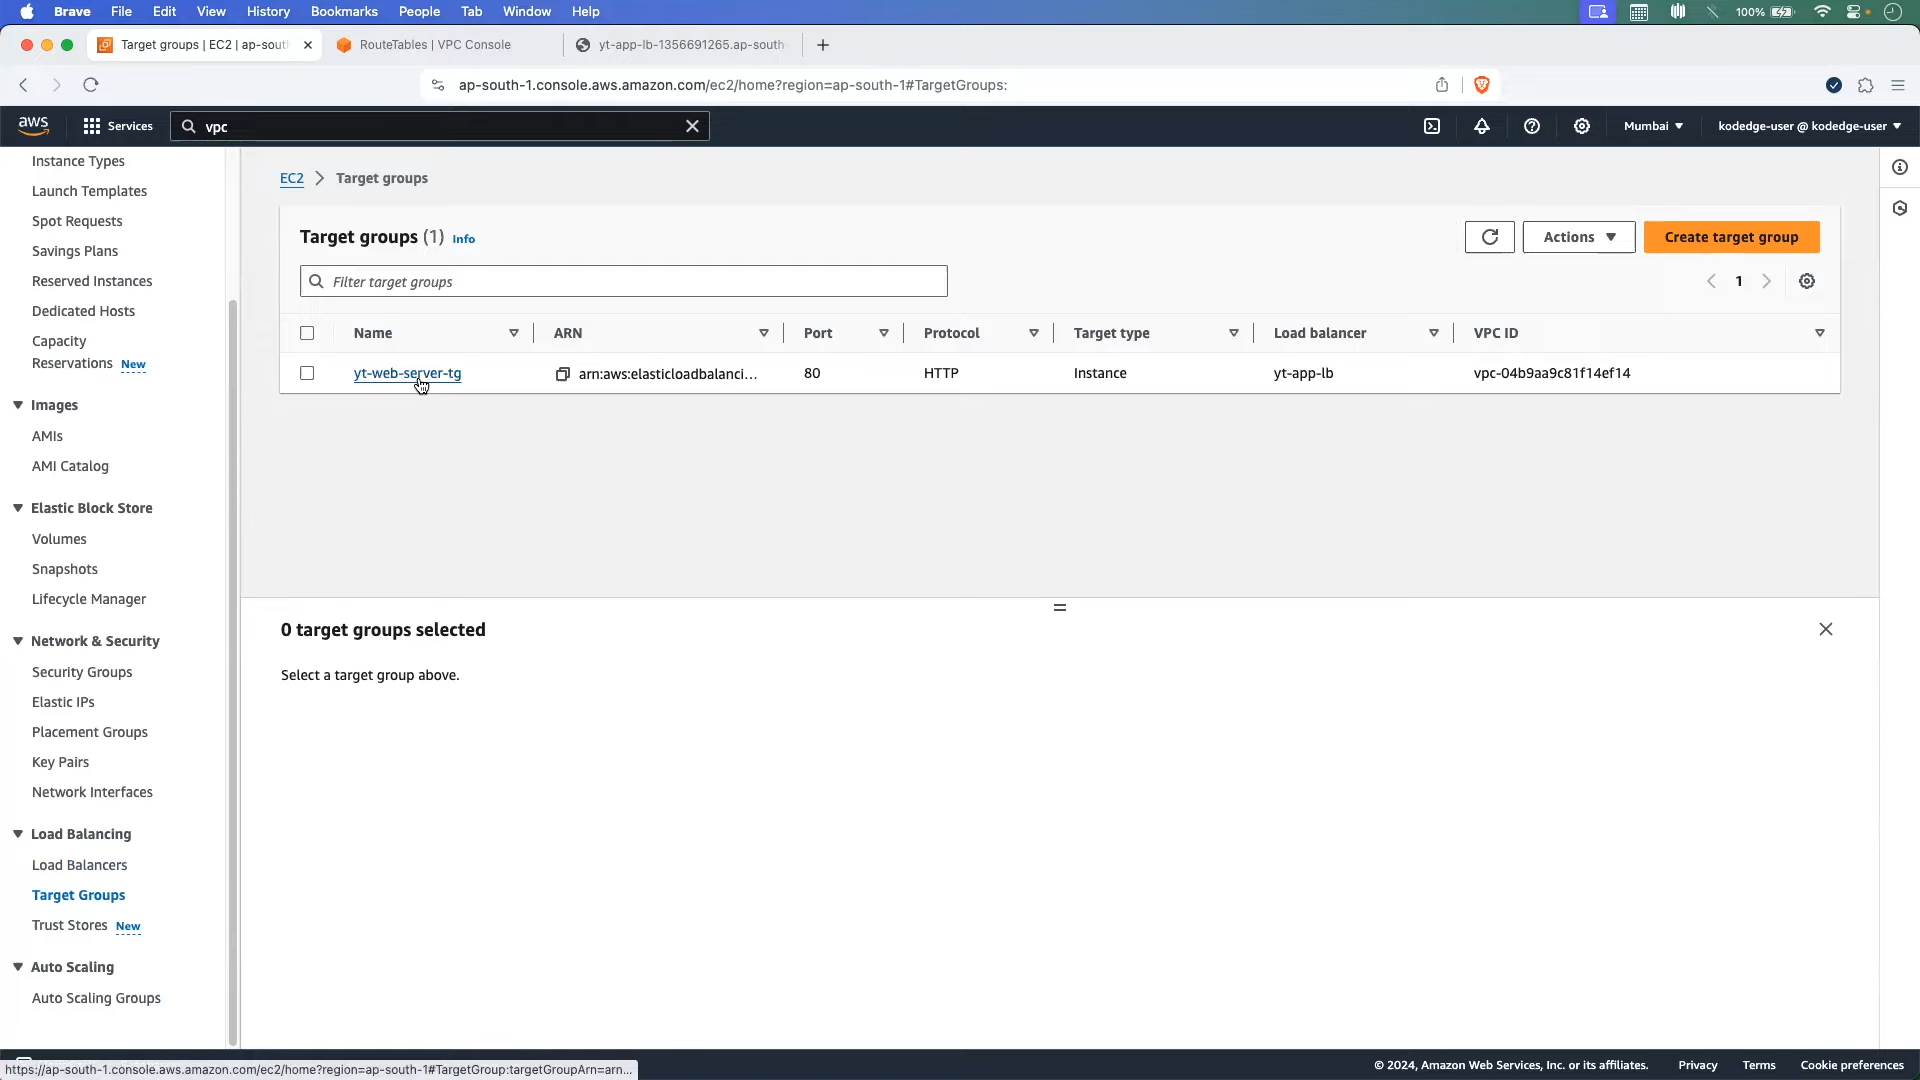 Brave File Edit View History Bookmarks People Tab Window Help 100%
Target groups | EC2 | ap-sout RouteTables | VPC Console yt-app-lb-1356691265.ap-south
ap-south-1.console.aws.amazon.com/ec2/home?region=ap-south-1#TargetGroups:
aws Services vpc Mumbai kodedge-user @ kodedge-user
Instance Types
Launch Templates
Spot Requests
Savings Plans
Reserved Instances
Dedicated Hosts
Capacity
Reservations New
Images
AMIs
AMI Catalog
Elastic Block Store
Volumes
Snapshots
Lifecycle Manager
Network & Security
Security Groups
Elastic IPs
Placement Groups
Key Pairs
Network Interfaces
Load Balancing
Load Balancers
Target Groups
Trust Stores New
Auto Scaling
Auto Scaling Groups
EC2 Target groups
Target groups (1) Info
Actions Create target group
Filter target groups
1
Name ARN Port Protocol Target type Load balancer VPC ID
yt-web-server-tg arn:aws:elasticloadbalanci... 80 HTTP Instance yt-app-lb vpc-04b9aa9c81f14ef14
0 target groups selected
Select a target group above.
https://ap-south-1.console.aws.amazon.com/ec2/home?region=ap-south-1#TargetGroup:targetGroupArn=arn...
© 2024, Amazon Web Services, Inc. or its affiliates. Privacy Terms Cookie preferences